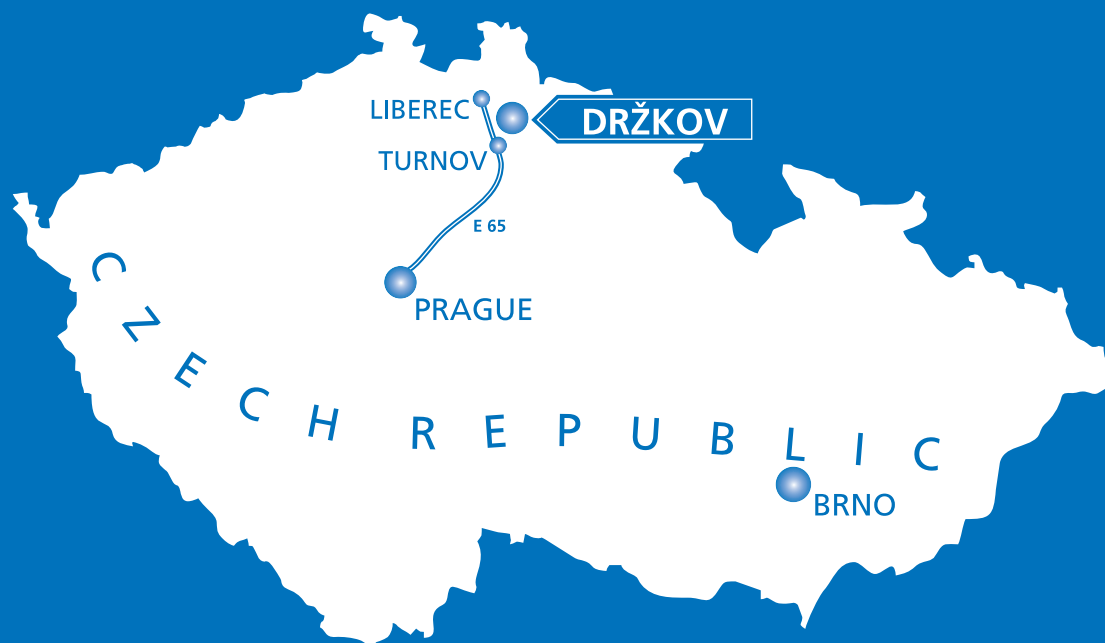 LIBEREC
DRŽKOV
TURNOV
E 65
PRAGUE
CZECH REPUBLIC
BRNO